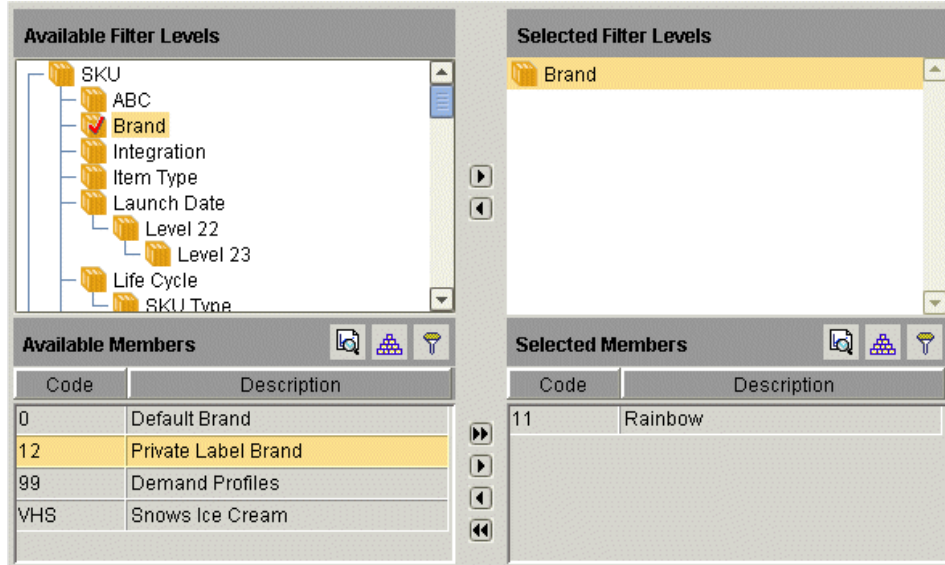 Available Filter Levels
SKU
ABC
Brand
Integration
Item Type
Launch Date
Level 22
Level 23
Life Cycle
SKU Type
Selected Filter Levels
Brand
Available Members
Code Description
0 Default Brand
12 Private Label Brand
99 Demand Profiles
VHS Snows Ice Cream
Selected Members
Code Description
11 Rainbow